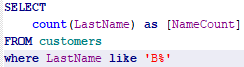 SELECT
count(LastName) as [NameCount]
FROM customers
where LastName like 'B%'